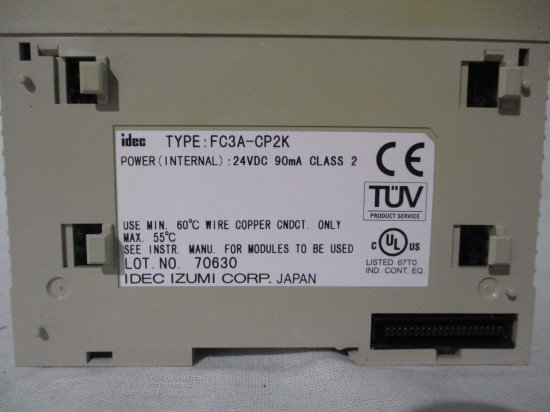 idec TYPE:FC3A-CP2K
POWER(INTERNAL):24VDC 90mA CLASS 2
CE
TÜV
PRODUCT SERVICE
USE MIN. 60°C WIRE COPPER CNDCT. ONLY
MAX. 55°C
SEE INSTR. MANU. FOR MODULES TO BE USED
LOT.NO. 70630
IDEC IZUMI CORP. JAPAN
C UL US
LISTED 67T0
IND. CONT. EQ.